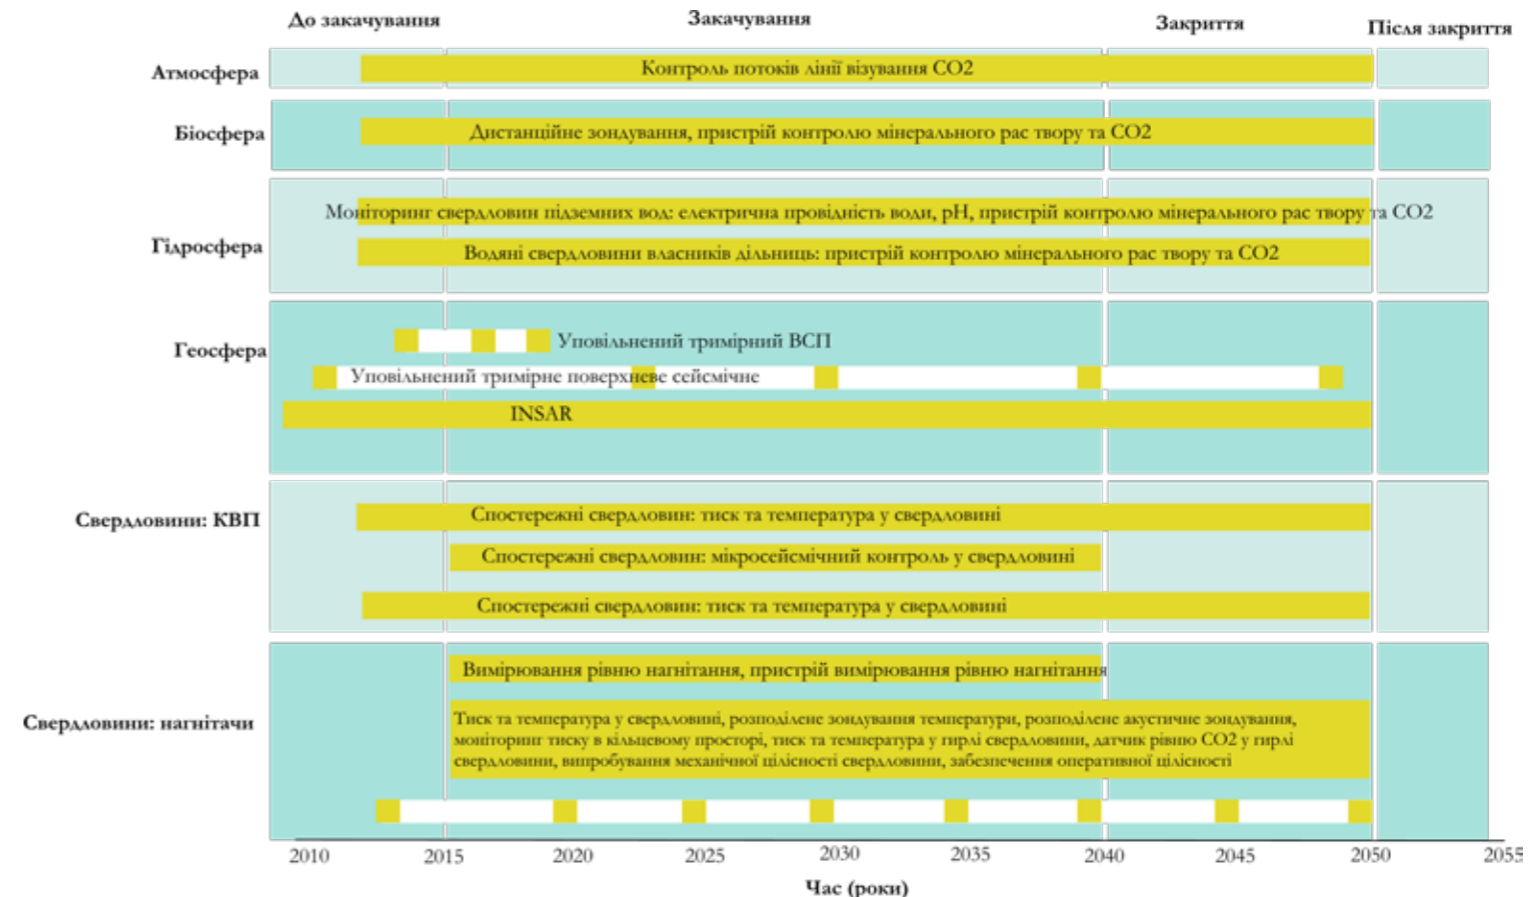 До закачування
Закачування
Закриття
Після закриття
Атмосфера
Контроль потоків лінії візування CO2
Біосфера
Дистанційне зондування, пристрій контролю мінерального рас твору та CO2
Гідросфера
Моніторинг свердловин підземних вод: електрична провідність води, pH, пристрій контролю мінерального рас твору та CO2
Водяні свердловини власників дільниць: пристрій контролю мінерального рас твору та CO2
Геосфера
Уповільнений тримірний ВСП
Уповільнений тримірне поверхневе сейсмічне
INSAR
Свердловини: КВП
Спостережні свердловин: тиск та температура у свердловині
Спостережні свердловин: мікросейсмічний контроль у свердловині
Спостережні свердловин: тиск та температура у свердловині
Свердловини: нагнітачи
Вимірювання рівню нагнітання, пристрій вимірювання рівню нагнітання
Тиск та температура у свердловині, розподілене зондування температури, розподілене акустичне зондування,
моніторинг тиску в кільцевому просторі, тиск та температура у гирлі свердловини, датчик рівню CO2 у гирлі
свердловини, випробування механічної цілісності свердловини, забезпечення оперативної цілісності
2010 2015 2020 2025 2030 2035 2040 2045 2050 2055
Час (роки)